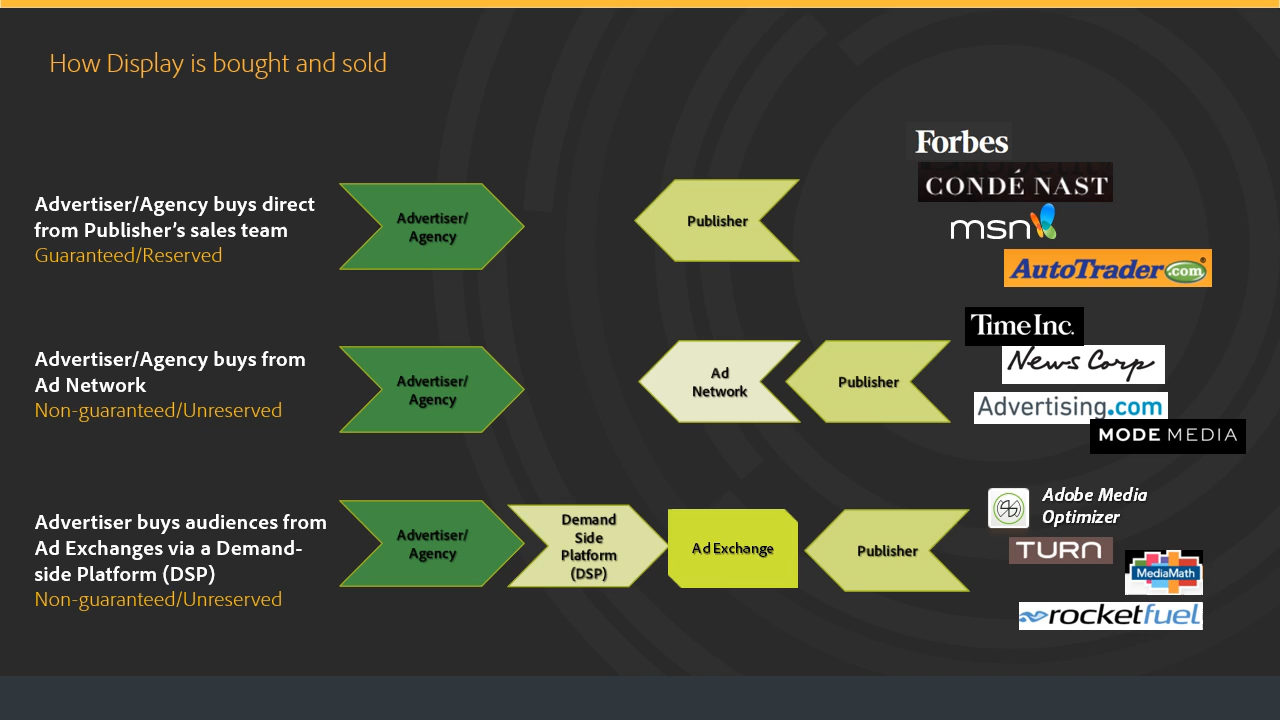 How Display is bought and sold
Advertiser/Agency buys direct
from Publisher's sales team
Guaranteed/Reserved
Advertiser/
Agency
Publisher
Forbes
CONDÉ NAST
msn
AutoTrader.com®
Advertiser/Agency buys from
Ad Network
Non-guaranteed/Unreserved
Advertiser/
Agency
Ad
Network
Publisher
Time Inc.
News Corp
Advertising.com
MODE MEDIA
Advertiser buys audiences from
Ad Exchanges via a Demand-
side Platform (DSP)
Non-guaranteed/Unreserved
Advertiser/
Agency
Demand
Side
Platform
(DSP)
Ad Exchange
Publisher
Adobe Media
Optimizer
TURN
MediaMath
rocketfuel